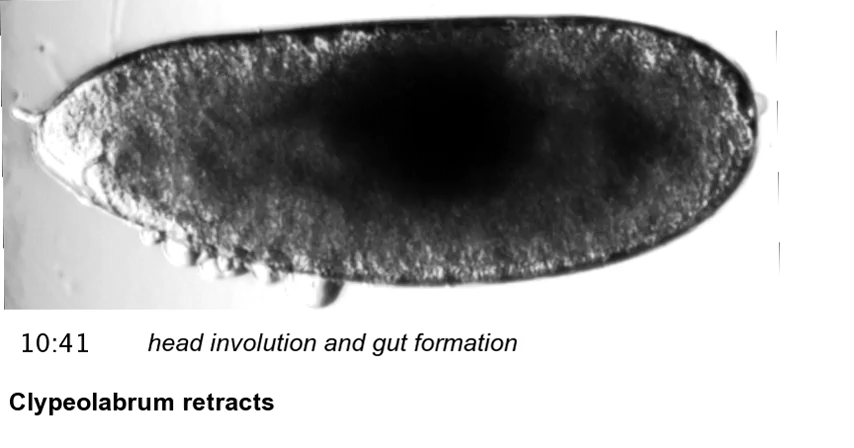 10:41 head involution and gut formation
Clypeolabrum retracts